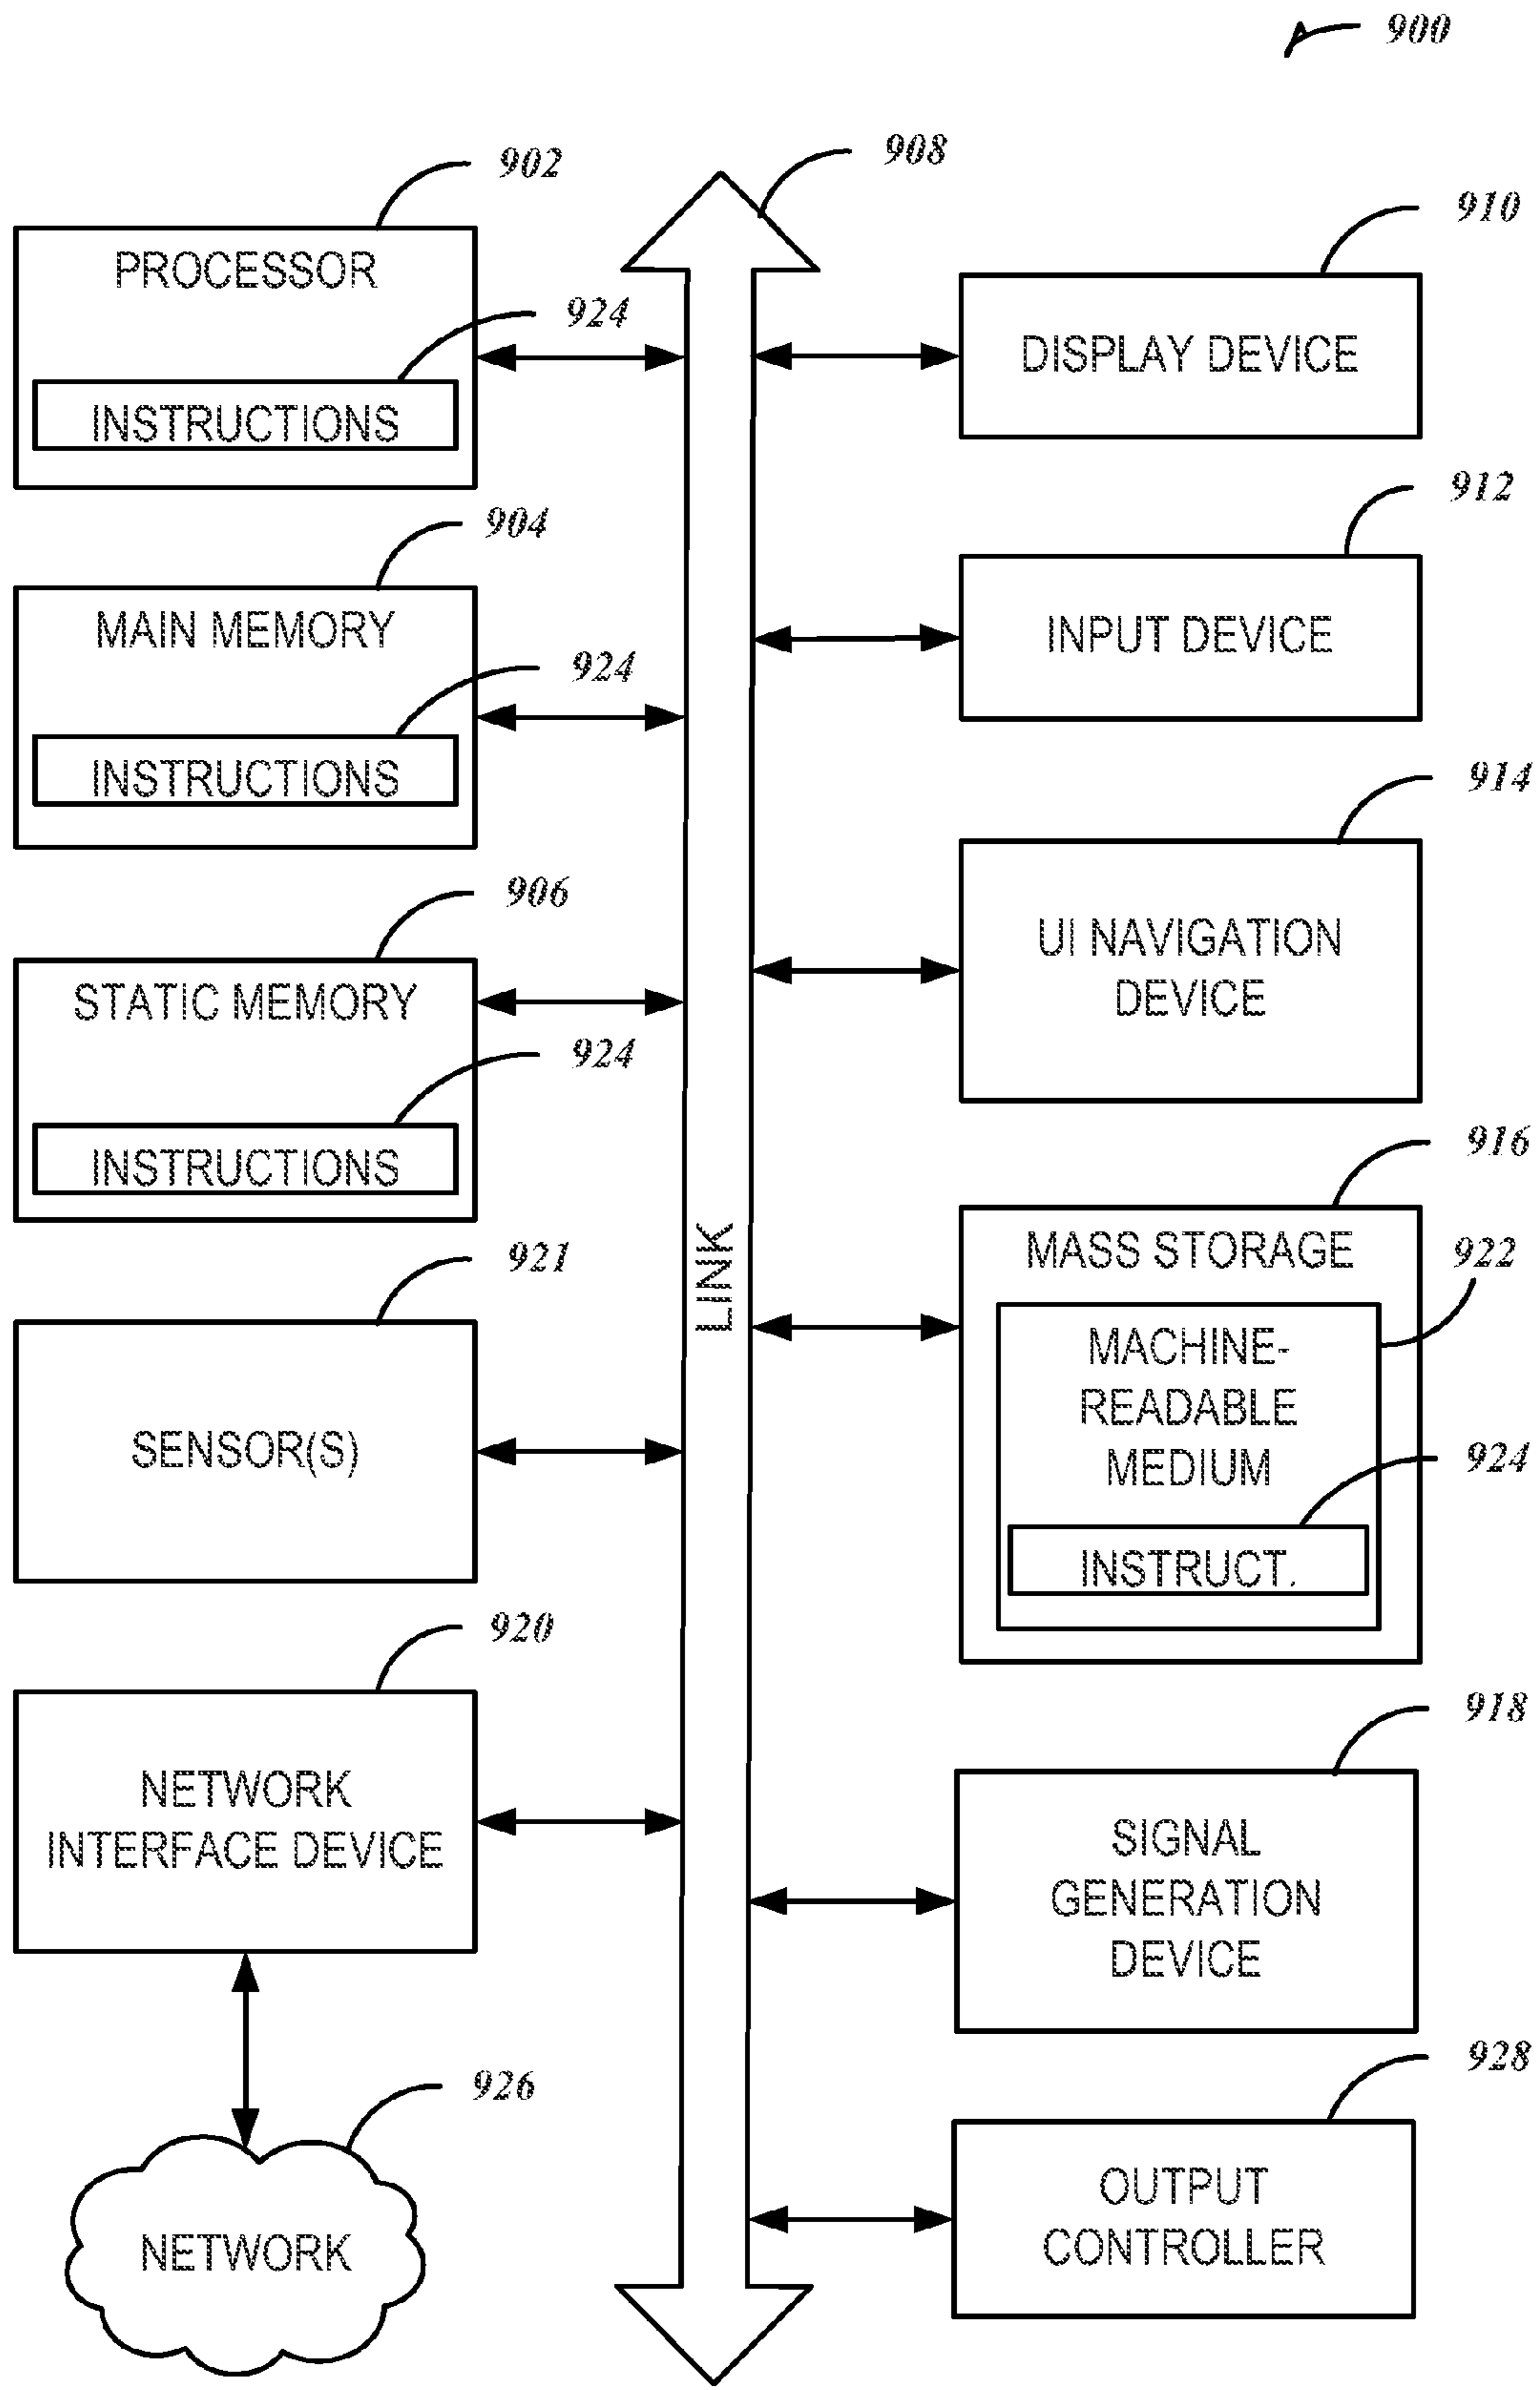 900
908
902
PROCESSOR
924
INSTRUCTIONS
904
MAIN MEMORY
924
INSTRUCTIONS
906
STATIC MEMORY
924
INSTRUCTIONS
921
SENSOR(S)
920
NETWORK
INTERFACE DEVICE
926
NETWORK
LINK
910
DISPLAY DEVICE
912
INPUT DEVICE
914
UI NAVIGATION
DEVICE
916
MASS STORAGE
922
MACHINE-
READABLE
MEDIUM
924
INSTRUCT.
918
SIGNAL
GENERATION
DEVICE
928
OUTPUT
CONTROLLER